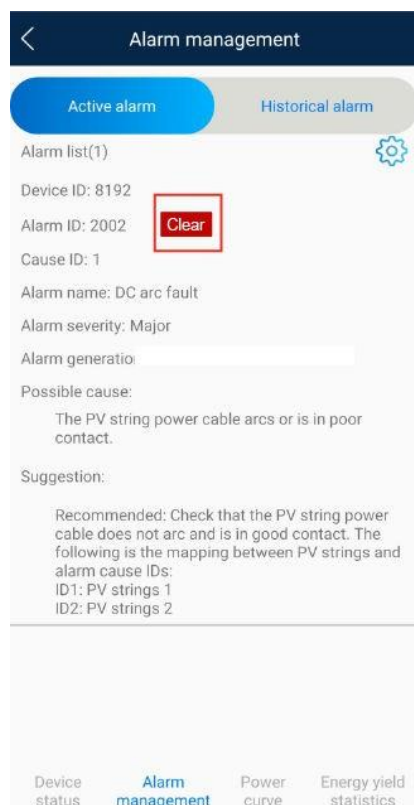 Alarm management
Active alarm
Historical alarm
Alarm list(1)
Device ID: 8192
Alarm ID: 2002
Clear
Cause ID: 1
Alarm name: DC arc fault
Alarm severity: Major
Alarm generatio
Possible cause:
The PV string power cable arcs or is in poor
contact.
Suggestion:
Recommended: Check that the PV string power
cable does not arc and is in good contact. The
following is the mapping between PV strings and
alarm cause IDs:
ID1: PV strings 1
ID2: PV strings 2
Device
status
Alarm
management
Power
curve
Energy yield
statistics